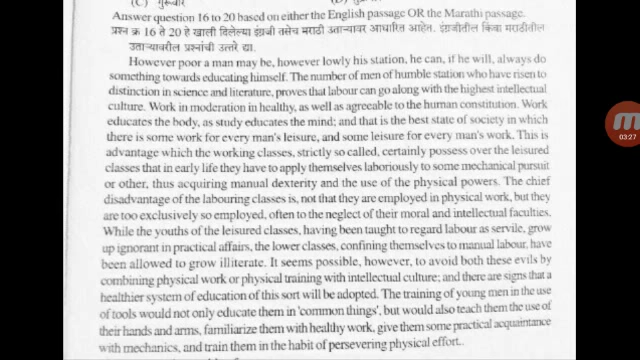 (C) गुरूवार
Answer question 16 to 20 based on either the English passage OR the Marathi passage.
प्रश्न क्र 16 ते 20 हे खाली दिलेल्या इंग्रजी तसेच मराठी उताऱ्यावर आधारित आहेत. इंग्रजीतील किंवा मराठीतील
उताऱ्यावरील प्रश्नांची उत्तरे द्या.
However poor a man may be, however lowly his station, he can, if he will, always do
something towards educating himself. The number of men of humble station who have risen to
distinction in science and literature, proves that labour can go along with the highest intellectual
culture. Work in moderation in healthy, as well as agreeable to the human constitution. Work
educates the body, as study educates the mind; and that is the best state of society in which
there is some work for every man's leisure, and some leisure for every man's work. This is
advantage which the working classes, strictly so called, certainly possess over the leisured
classes that in early life they have to apply themselves laboriously to some mechanical pursuit
or other, thus acquiring manual dexterity and the use of the physical powers. The chief
disadvantage of the labouring classes is, not that they are employed in physical work, but they
are too exclusively so employed, often to the neglect of their moral and intellectual faculties.
While the youths of the leisured classes, having been taught to regard labour as servile, grow
up ignorant in practical affairs, the lower classes, confining themselves to manual labour, have
been allowed to grow illiterate. It seems possible, however, to avoid both these evils by
combining physical work or physical training with intellectual culture; and there are signs that a
healthier system of education of this sort will be adopted. The training of young men in the use
of tools would not only educate them in 'common things', but would also teach them the use of
their hands and arms, familiarize them with healthy work, give them some practical acquaintance
with mechanics, and train them in the habit of persevering physical effort..
03:27